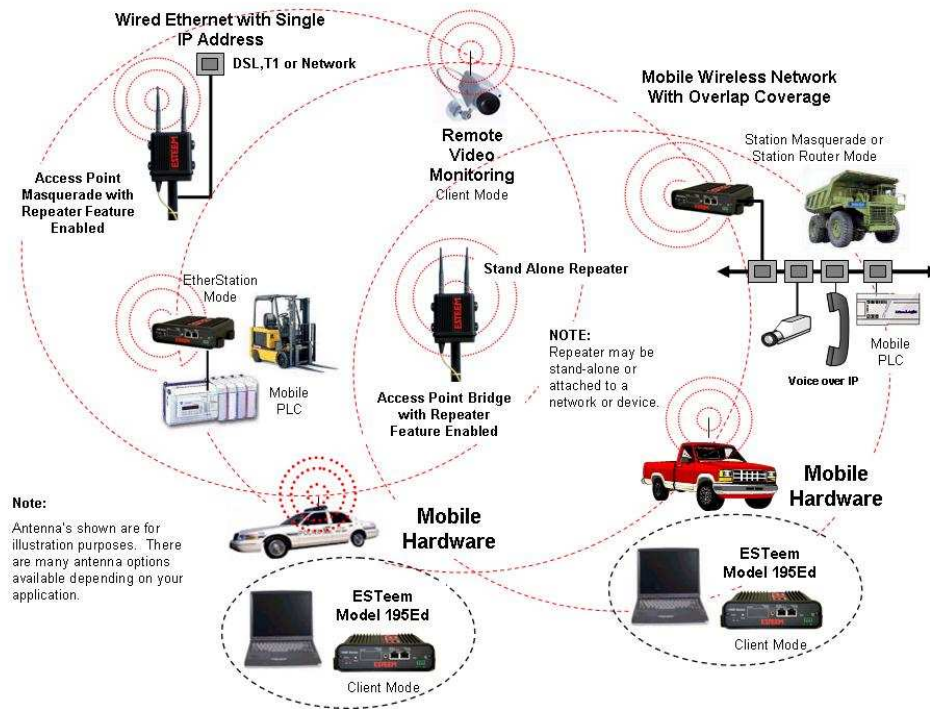 Wired Ethernet with Single
IP Address
DSL,T1 or Network
ESTEEM
Access Point
Masquerade with
Repeater Feature
Enabled
Remote
Video
Monitoring
Client Mode
Mobile Wireless Network
With Overlap Coverage
Station Masquerade or
Station Router Mode
EtherStation
Mode
ESTEEM
Mobile
PLC
Stand Alone Repeater
ESTEEM
Access Point Bridge
with Repeater
Feature Enabled
NOTE:
Repeater may be
stand-alone or
attached to a
network or device.
Voice over IP
Mobile
PLC
Note:
Antenna's shown are for
illustration purposes. There
are many antenna options
available depending on your
application.
Mobile
Hardware
ESTeem
Model 195Ed
ESTEEM
Client Mode
Mobile
Hardware
ESTeem
Model 195Ed
ESTEEM
Client Mode